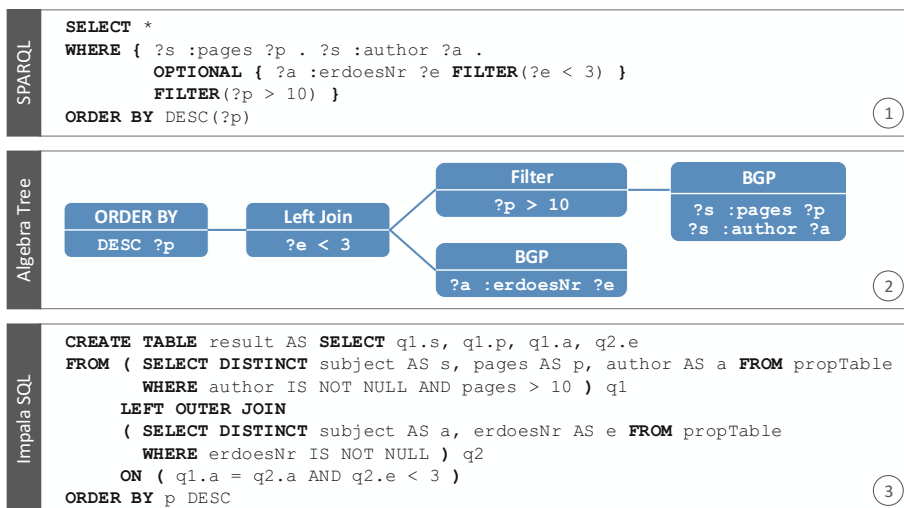 SPARQL
SELECT *
WHERE { ?s :pages ?p . ?s :author ?a .
OPTIONAL { ?a :erdoesNr ?e FILTER(?e < 3) }
FILTER(?p > 10) }
ORDER BY DESC(?p)
1
Algebra Tree
ORDER BY
DESC ?p
Left Join
?e < 3
Filter
?p > 10
BGP
?a :erdoesNr ?e
BGP
?s :pages ?p
?s :author ?a
2
Impala SQL
CREATE TABLE result AS SELECT q1.s, q1.p, q1.a, q2.e
FROM ( SELECT DISTINCT subject AS s, pages AS p, author AS a FROM propTable
WHERE author IS NOT NULL AND pages > 10 ) q1
LEFT OUTER JOIN
( SELECT DISTINCT subject AS a, erdoesNr AS e FROM propTable
WHERE erdoesNr IS NOT NULL ) q2
ON ( q1.a = q2.a AND q2.e < 3 )
ORDER BY p DESC
3